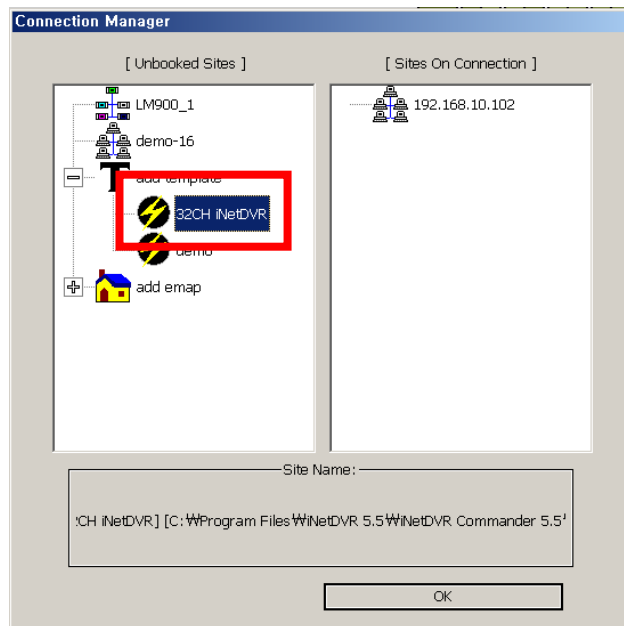 Connection Manager
[ Unbooked Sites ]
[ Sites On Connection ]
LM900_1
demo-16
add template
32CH iNetDVR
demo
add emap
192.168.10.102
Site Name:
:CH iNetDVR] [C:₩Program Files₩iNetDVR 5.5₩iNetDVR Commander 5.5'
OK